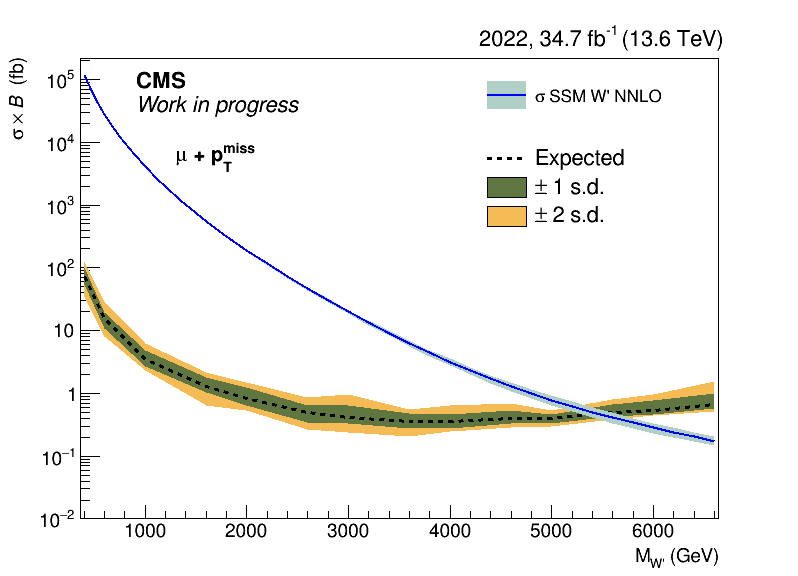 2022, 34.7 fb⁻¹ (13.6 TeV)
σ × B (fb)
CMS
Work in progress
μ + p_T^miss
σ SSM W' NNLO
Expected
± 1 s.d.
± 2 s.d.
10⁵
10⁴
10³
10²
10
1
10⁻¹
10⁻²
1000 2000 3000 4000 5000 6000
M_W' (GeV)